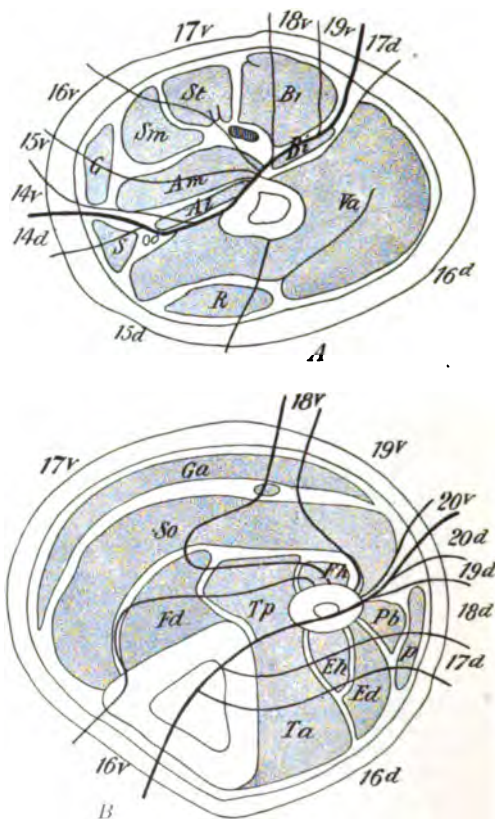 17v
18v
19v
17d
16v
St
Bi
15v
Sm
Bi
G
Am
14v
Al
Va
14d
S
R
16d
15d
A
18v
17v
19v
Ga
20v
20d
So
Fh
19d
Fd
Tp
Pb
18d
p
Eh
17d
Ed
Ta
16v
16d
B